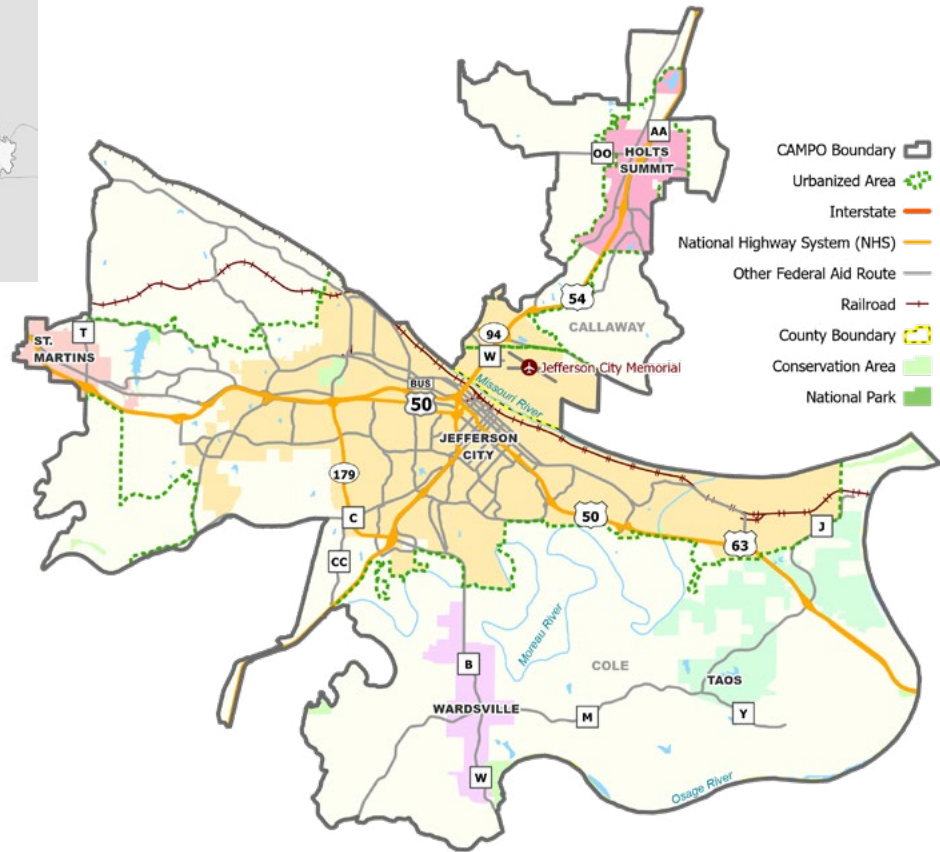 AA
OO
HOLTS
SUMMIT
CAMPO Boundary
Urbanized Area
Interstate
National Highway System (NHS)
Other Federal Aid Route
Railroad
County Boundary
Conservation Area
National Park
54
CALLAWAY
94
W
Jefferson City Memorial
T
ST.
MARTINS
BUS
50
Missouri River
JEFFERSON
CITY
179
C
CC
50
63
J
Moreau River
COLE
B
TAOS
WARDSVILLE
M
Y
W
Osage River